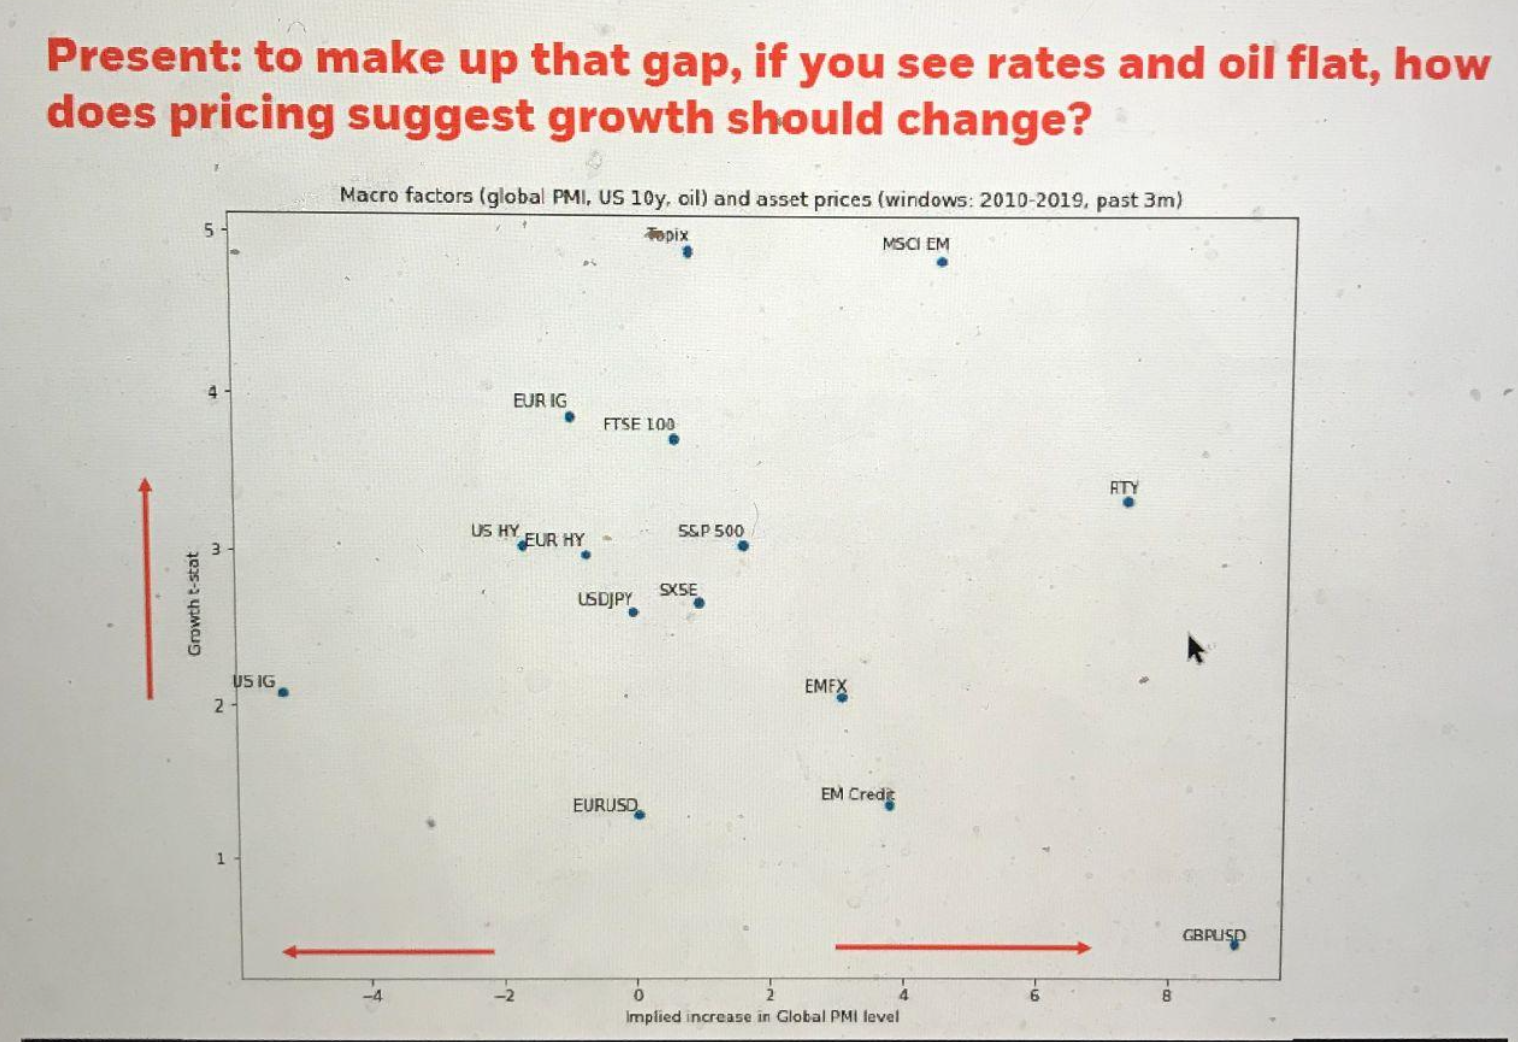 Present: to make up that gap, if you see rates and oil flat, how
does pricing suggest growth should change?
Macro factors (global PMI, US 10y, oil) and asset prices (windows: 2010-2019, past 3m)
5
Topix
MSCI EM
4
EUR IG
FTSE 100
RTY
US HY
EUR HY
S&P 500
3
Growth t-stat
USDJPY
SX5E
US IG
EMFX
2
EM Credit
EURUSD
1
GBPUSD
−4
−2
0
2
4
6
8
Implied increase in Global PMI level